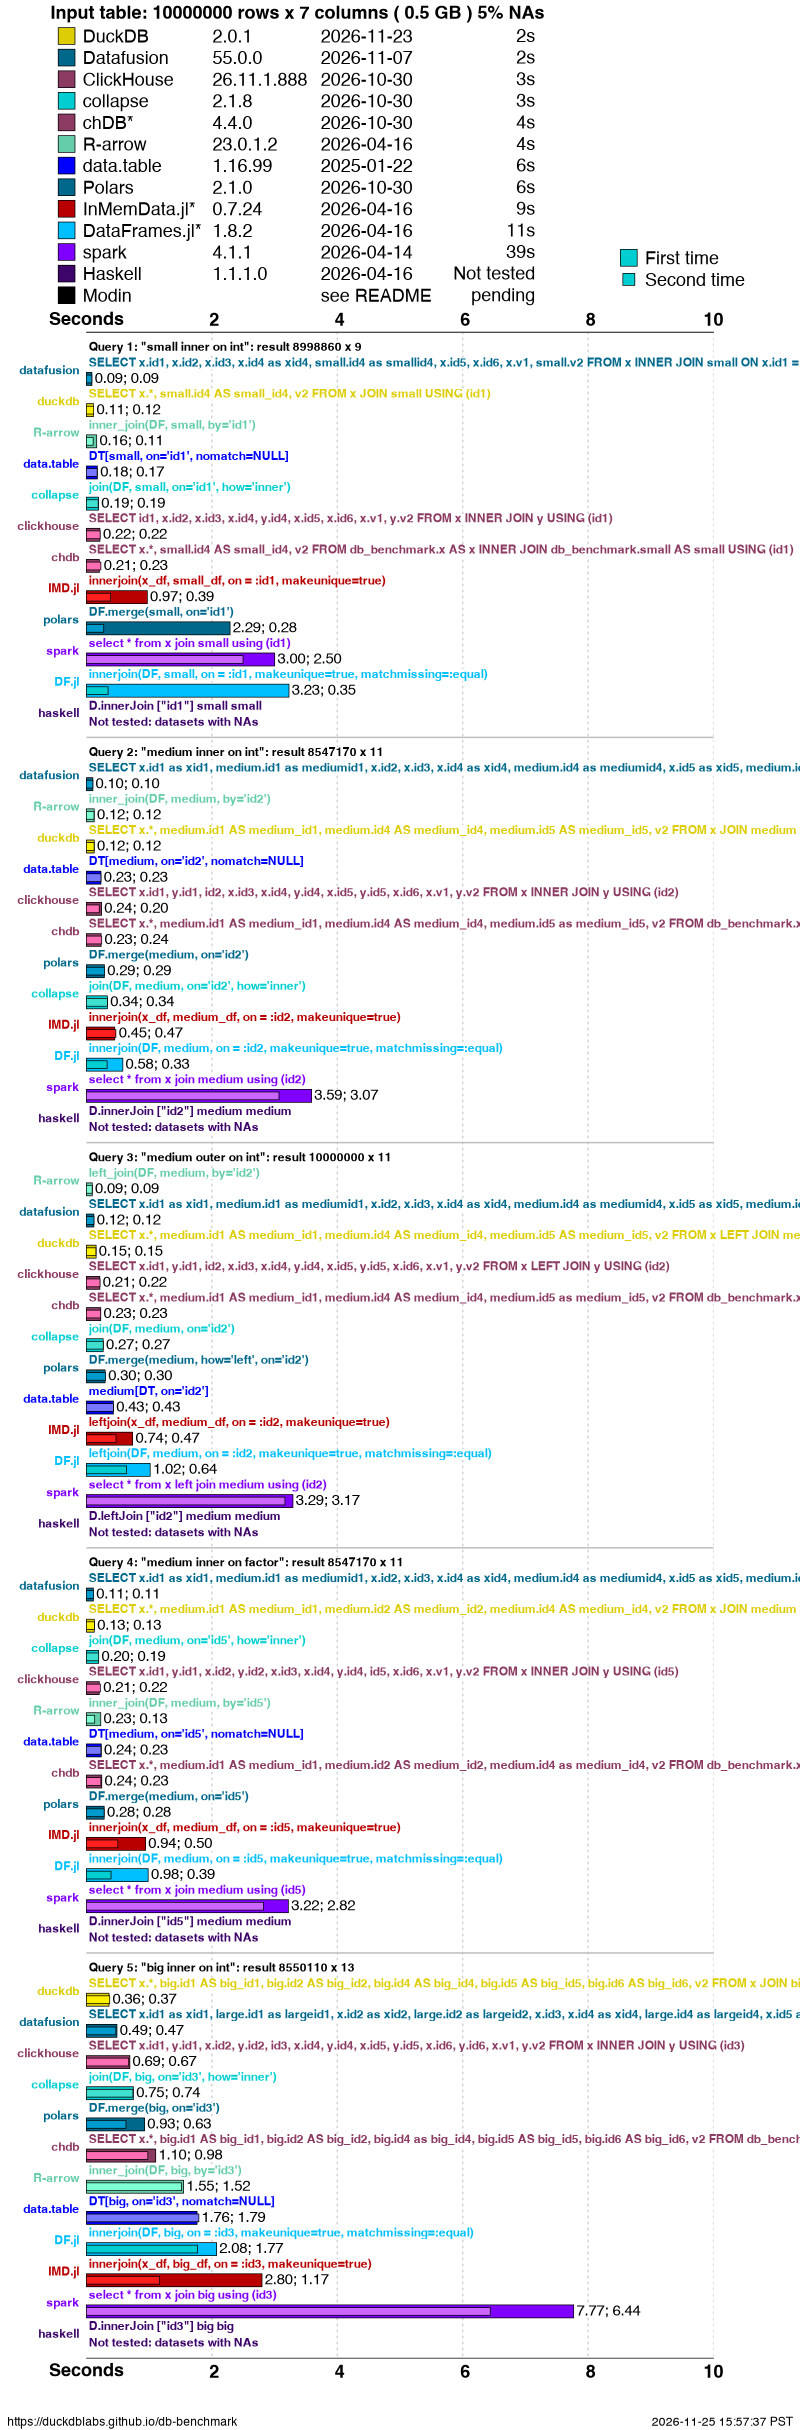 Input table: 10000000 rows x 7 columns ( 0.5 GB ) 5% NAs
DuckDB 2.0.1 2026-11-23 2s
Datafusion 55.0.0 2026-11-07 2s
ClickHouse 26.11.1.888 2026-10-30 3s
collapse 2.1.8 2026-10-30 3s
chDB* 4.4.0 2026-10-30 4s
R-arrow 23.0.1.2 2026-04-16 4s
data.table 1.16.99 2025-01-22 6s
Polars 2.1.0 2026-10-30 6s
InMemData.jl* 0.7.24 2026-04-16 9s
DataFrames.jl* 1.8.2 2026-04-16 11s
spark 4.1.1 2026-04-14 39s
Haskell 1.1.1.0 2026-04-16 Not tested
Modin see README pending
First time
Second time
Seconds 2 4 6 8 10
Query 1: "small inner on int": result 8998860 x 9
SELECT x.id1, x.id2, x.id3, x.id4 as xid4, small.id4 as smallid4, x.id5, x.id6, x.v1, small.v2 FROM x INNER JOIN small ON x.id1 =
datafusion 0.09; 0.09
SELECT x.*, small.id4 AS small_id4, v2 FROM x JOIN small USING (id1)
duckdb 0.11; 0.12
inner_join(DF, small, by='id1')
R-arrow 0.16; 0.11
DT[small, on='id1', nomatch=NULL]
data.table 0.18; 0.17
join(DF, small, on='id1', how='inner')
collapse 0.19; 0.19
SELECT id1, x.id2, x.id3, x.id4, y.id4, x.id5, x.id6, x.v1, y.v2 FROM x INNER JOIN y USING (id1)
clickhouse 0.22; 0.22
SELECT x.*, small.id4 AS small_id4, v2 FROM db_benchmark.x AS x INNER JOIN db_benchmark.small AS small USING (id1)
chdb 0.21; 0.23
innerjoin(x_df, small_df, on = :id1, makeunique=true)
IMD.jl 0.97; 0.39
DF.merge(small, on='id1')
polars 2.29; 0.28
select * from x join small using (id1)
spark 3.00; 2.50
innerjoin(DF, small, on = :id1, makeunique=true, matchmissing=:equal)
DF.jl 3.23; 0.35
D.innerJoin ["id1"] small small
haskell
Not tested: datasets with NAs
Query 2: "medium inner on int": result 8547170 x 11
SELECT x.id1 as xid1, medium.id1 as mediumid1, x.id2, x.id3, x.id4 as xid4, medium.id4 as mediumid4, x.id5 as xid5, medium.i
datafusion 0.10; 0.10
inner_join(DF, medium, by='id2')
R-arrow 0.12; 0.12
SELECT x.*, medium.id1 AS medium_id1, medium.id4 AS medium_id4, medium.id5 AS medium_id5, v2 FROM x JOIN medium
duckdb 0.12; 0.12
DT[medium, on='id2', nomatch=NULL]
data.table 0.23; 0.23
SELECT x.id1, y.id1, id2, x.id3, x.id4, y.id4, x.id5, y.id5, x.id6, x.v1, y.v2 FROM x INNER JOIN y USING (id2)
clickhouse 0.24; 0.20
SELECT x.*, medium.id1 AS medium_id1, medium.id4 AS medium_id4, medium.id5 as medium_id5, v2 FROM db_benchmark.x
chdb 0.23; 0.24
DF.merge(medium, on='id2')
polars 0.29; 0.29
join(DF, medium, on='id2', how='inner')
collapse 0.34; 0.34
innerjoin(x_df, medium_df, on = :id2, makeunique=true)
IMD.jl 0.45; 0.47
innerjoin(DF, medium, on = :id2, makeunique=true, matchmissing=:equal)
DF.jl 0.58; 0.33
select * from x join medium using (id2)
spark 3.59; 3.07
D.innerJoin ["id2"] medium medium
haskell
Not tested: datasets with NAs
Query 3: "medium outer on int": result 10000000 x 11
left_join(DF, medium, by='id2')
R-arrow 0.09; 0.09
SELECT x.id1 as xid1, medium.id1 as mediumid1, x.id2, x.id3, x.id4 as xid4, medium.id4 as mediumid4, x.id5 as xid5, medium.i
datafusion 0.12; 0.12
SELECT x.*, medium.id1 AS medium_id1, medium.id4 AS medium_id4, medium.id5 AS medium_id5, v2 FROM x LEFT JOIN me
duckdb 0.15; 0.15
SELECT x.id1, y.id1, id2, x.id3, x.id4, y.id4, x.id5, y.id5, x.id6, x.v1, y.v2 FROM x LEFT JOIN y USING (id2)
clickhouse 0.21; 0.22
SELECT x.*, medium.id1 AS medium_id1, medium.id4 AS medium_id4, medium.id5 as medium_id5, v2 FROM db_benchmark.x
chdb 0.23; 0.23
join(DF, medium, on='id2')
collapse 0.27; 0.27
DF.merge(medium, how='left', on='id2')
polars 0.30; 0.30
medium[DT, on='id2']
data.table 0.43; 0.43
leftjoin(x_df, medium_df, on = :id2, makeunique=true)
IMD.jl 0.74; 0.47
leftjoin(DF, medium, on = :id2, makeunique=true, matchmissing=:equal)
DF.jl 1.02; 0.64
select * from x left join medium using (id2)
spark 3.29; 3.17
D.leftJoin ["id2"] medium medium
haskell
Not tested: datasets with NAs
Query 4: "medium inner on factor": result 8547170 x 11
SELECT x.id1 as xid1, medium.id1 as mediumid1, x.id2, x.id3, x.id4 as xid4, medium.id4 as mediumid4, x.id5 as xid5, medium.i
datafusion 0.11; 0.11
SELECT x.*, medium.id1 AS medium_id1, medium.id2 AS medium_id2, medium.id4 AS medium_id4, v2 FROM x JOIN medium
duckdb 0.13; 0.13
join(DF, medium, on='id5', how='inner')
collapse 0.20; 0.19
SELECT x.id1, y.id1, x.id2, y.id2, x.id3, x.id4, y.id4, id5, x.id6, x.v1, y.v2 FROM x INNER JOIN y USING (id5)
clickhouse 0.21; 0.22
inner_join(DF, medium, by='id5')
R-arrow 0.23; 0.13
DT[medium, on='id5', nomatch=NULL]
data.table 0.24; 0.23
SELECT x.*, medium.id1 AS medium_id1, medium.id2 AS medium_id2, medium.id4 as medium_id4, v2 FROM db_benchmark.x
chdb 0.24; 0.23
DF.merge(medium, on='id5')
polars 0.28; 0.28
innerjoin(x_df, medium_df, on = :id5, makeunique=true)
IMD.jl 0.94; 0.50
innerjoin(DF, medium, on = :id5, makeunique=true, matchmissing=:equal)
DF.jl 0.98; 0.39
select * from x join medium using (id5)
spark 3.22; 2.82
D.innerJoin ["id5"] medium medium
haskell
Not tested: datasets with NAs
Query 5: "big inner on int": result 8550110 x 13
SELECT x.*, big.id1 AS big_id1, big.id2 AS big_id2, big.id4 AS big_id4, big.id5 AS big_id5, big.id6 AS big_id6, v2 FROM x JOIN bi
duckdb 0.36; 0.37
SELECT x.id1 as xid1, large.id1 as largeid1, x.id2 as xid2, large.id2 as largeid2, x.id3, x.id4 as xid4, large.id4 as largeid4, x.id5 a
datafusion 0.49; 0.47
SELECT x.id1, y.id1, x.id2, y.id2, id3, x.id4, y.id4, x.id5, y.id5, x.id6, y.id6, x.v1, y.v2 FROM x INNER JOIN y USING (id3)
clickhouse 0.69; 0.67
join(DF, big, on='id3', how='inner')
collapse 0.75; 0.74
DF.merge(big, on='id3')
polars 0.93; 0.63
SELECT x.*, big.id1 AS big_id1, big.id2 AS big_id2, big.id4 as big_id4, big.id5 AS big_id5, big.id6 AS big_id6, v2 FROM db_bench
chdb 1.10; 0.98
inner_join(DF, big, by='id3')
R-arrow 1.55; 1.52
DT[big, on='id3', nomatch=NULL]
data.table 1.76; 1.79
innerjoin(DF, big, on = :id3, makeunique=true, matchmissing=:equal)
DF.jl 2.08; 1.77
innerjoin(x_df, big_df, on = :id3, makeunique=true)
IMD.jl 2.80; 1.17
select * from x join big using (id3)
spark 7.77; 6.44
D.innerJoin ["id3"] big big
haskell
Not tested: datasets with NAs
Seconds 2 4 6 8 10
https://duckdblabs.github.io/db-benchmark 2026-11-25 15:57:37 PST